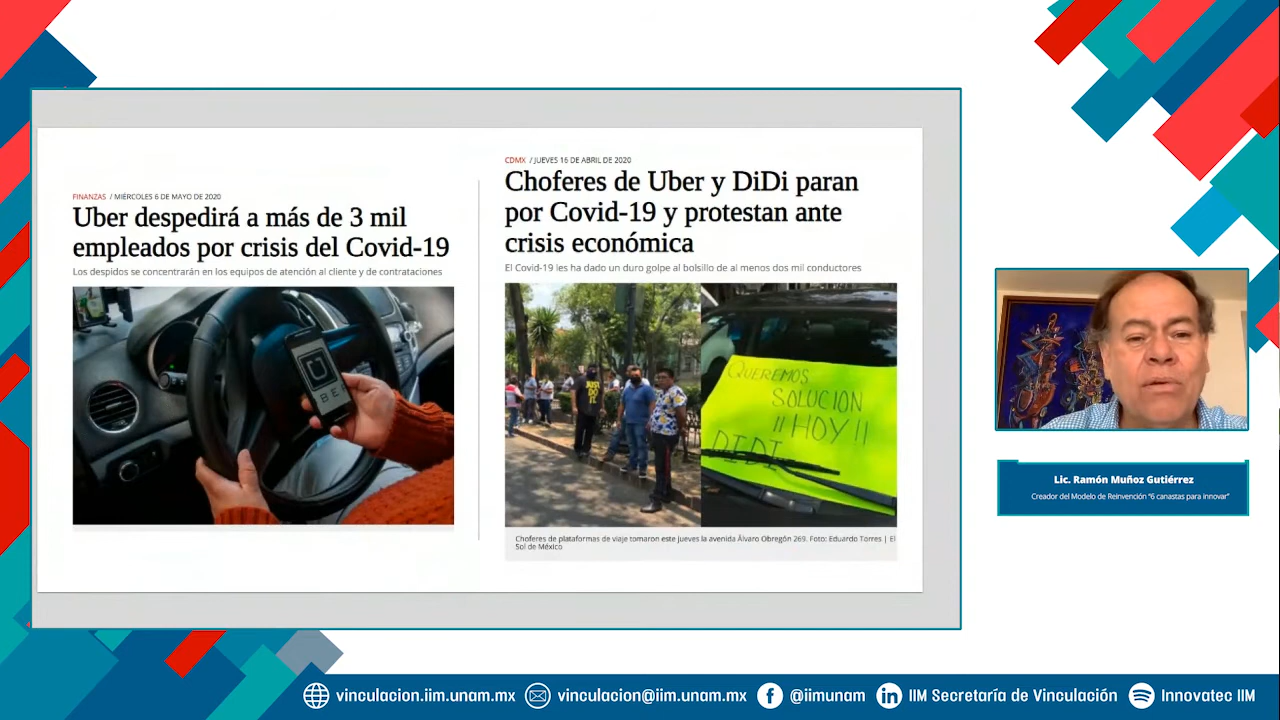 FINANZAS / MIÉRCOLES 6 DE MAYO DE 2020
Uber despedirá a más de 3 mil
empleados por crisis del Covid-19
Los despidos se concentrarán en los equipos de atención al cliente y de contrataciones
BE
CDMX / JUEVES 16 DE ABRIL DE 2020
Choferes de Uber y DiDi paran
por Covid-19 y protestan ante
crisis económica
El Covid-19 les ha dado un duro golpe al bolsillo de al menos dos mil conductores
JUST
DO
IT.
QUEREMOS
SOLUCION
¡¡HOY!!
DIDI
Choferes de plataformas de viaje tomaron este jueves la avenida Álvaro Obregón 269. Foto: Eduardo Torres | El
Sol de México
Lic. Ramón Muñoz Gutiérrez
Creador del Modelo de Reinvención "6 canastas para innovar"
vinculacion.iim.unam.mx
vinculacion@iim.unam.mx
@iimunam
IIM Secretaría de Vinculación
Innovatec IIM